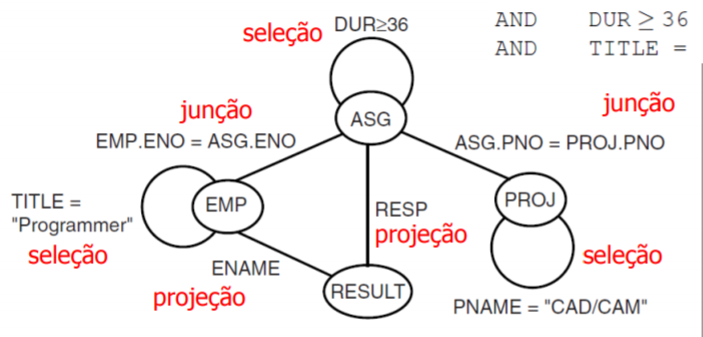 seleção
DUR≥36
AND DUR ≥ 36
AND TITLE =
junção
junção
ASG
EMP.ENO = ASG.ENO
ASG.PNO = PROJ.PNO
TITLE =
"Programmer"
EMP
PROJ
RESP
projeção
seleção
seleção
ENAME
projeção
RESULT
PNAME = "CAD/CAM"